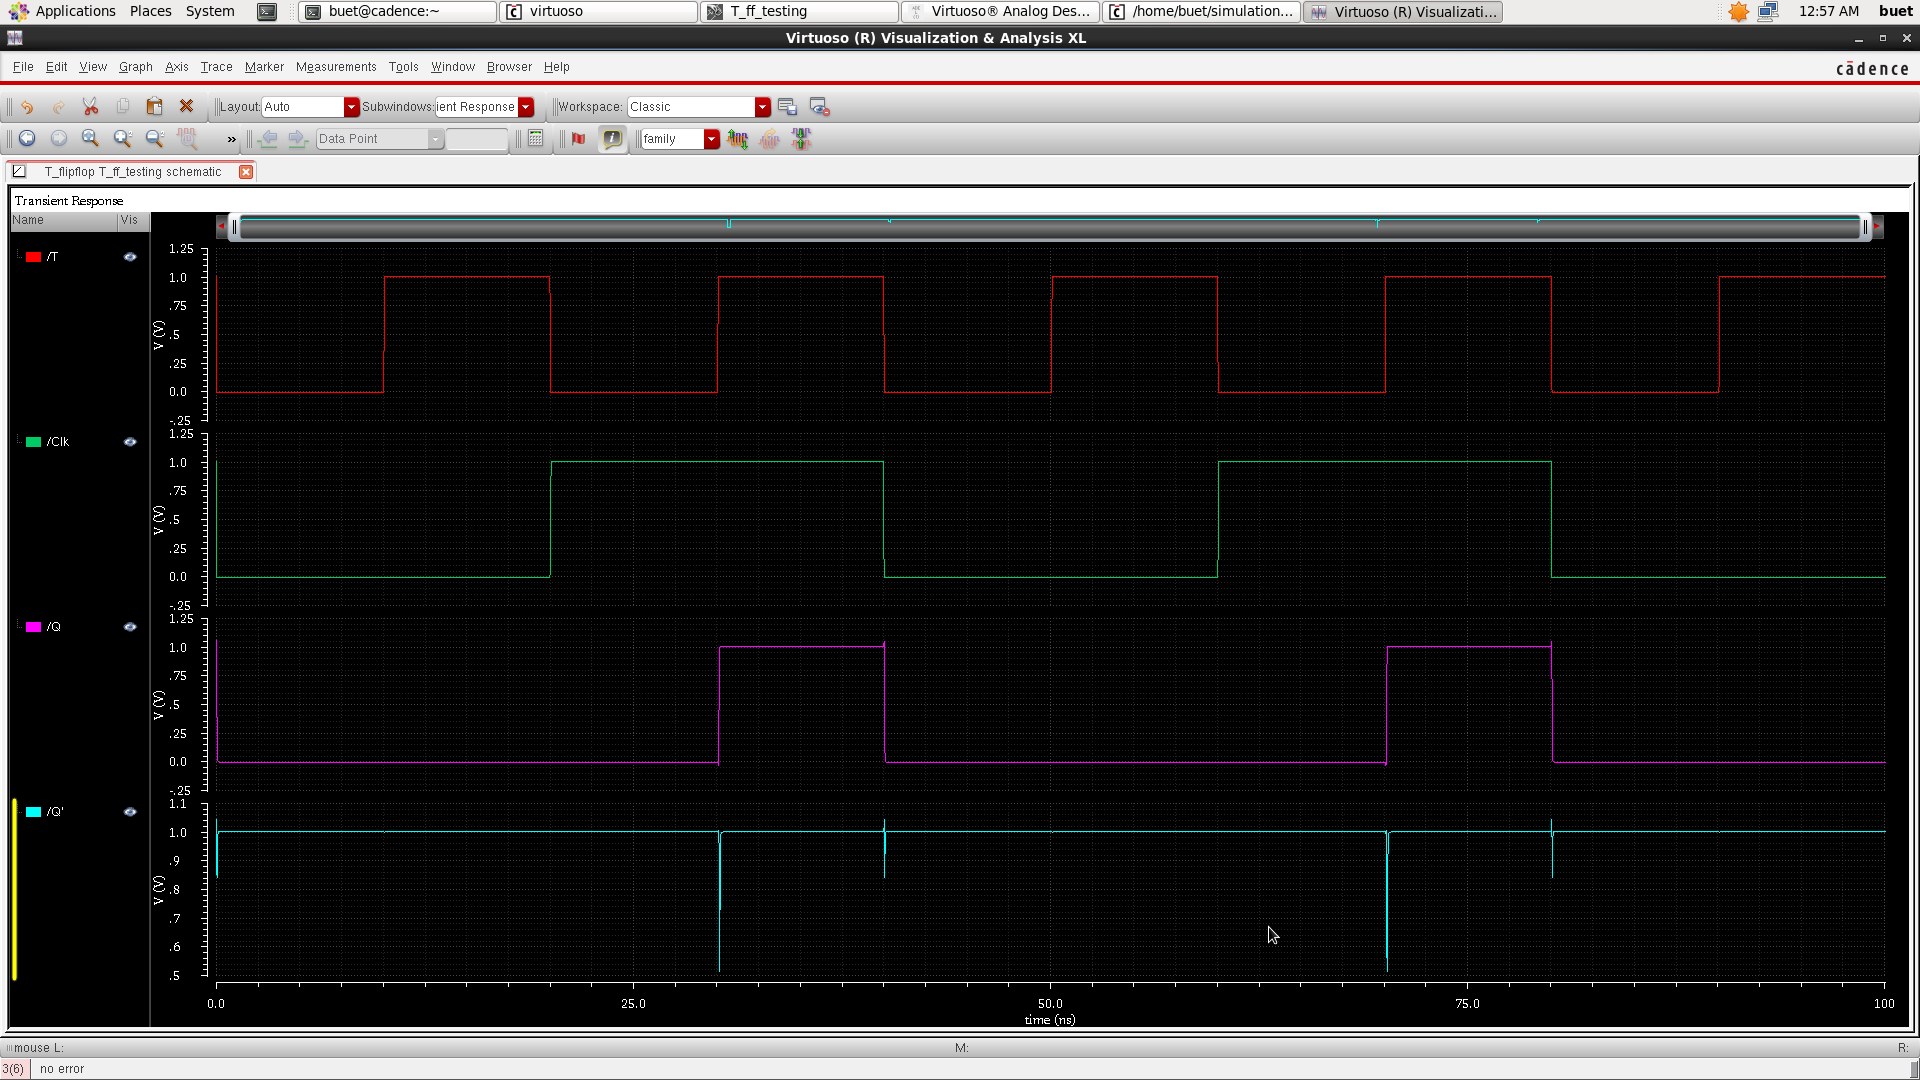 Applications Places System buet@cadence:~ virtuoso T_ff_testing Virtuoso® Analog Des... /home/buet/simulation... Virtuoso (R) Visualizati... 12:57 AM buet
Virtuoso (R) Visualization & Analysis XL
File Edit View Graph Axis Trace Marker Measurements Tools Window Browser Help cādence
Layout: Auto Subwindows: ient Response Workspace: Classic
» Data Point family
T_flipflop T_ff_testing schematic
Transient Response
Name Vis
/T
V (V)
1.25
1.0
.75
.5
.25
0.0
-.25
/Clk
V (V)
1.25
1.0
.75
.5
.25
0.0
-.25
/Q
V (V)
1.25
1.0
.75
.5
.25
0.0
-.25
/Q'
V (V)
1.1
1.0
.9
.8
.7
.6
.5
0.0 25.0 50.0 75.0 100
time (ns)
mouse L: M: R:
3(6) no error